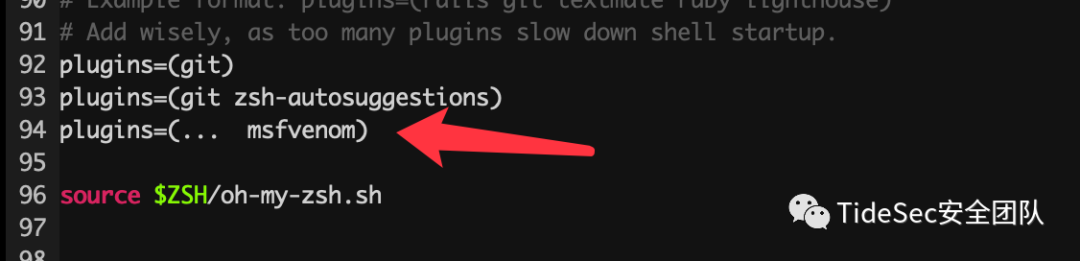 90 # Example format: plugins=(rails git textmate ruby lighthouse)
91 # Add wisely, as too many plugins slow down shell startup.
92 plugins=(git)
93 plugins=(git zsh-autosuggestions)
94 plugins=(... msfvenom)
95
96 source $ZSH/oh-my-zsh.sh
97
98
TideSec安全团队